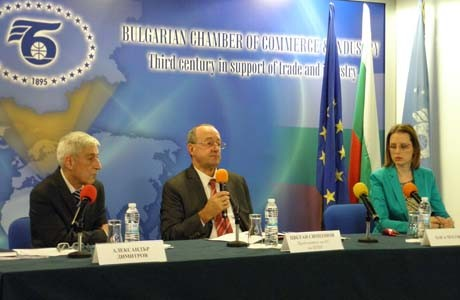 BULGARIAN CHAMBER OF COMMERCE & INDUSTRY
Third century in support of trade and industry
1895
АЛЕКСАНДЪР
ДИМИТРОВ
ЦВЕТАН СИМЕОНОВ